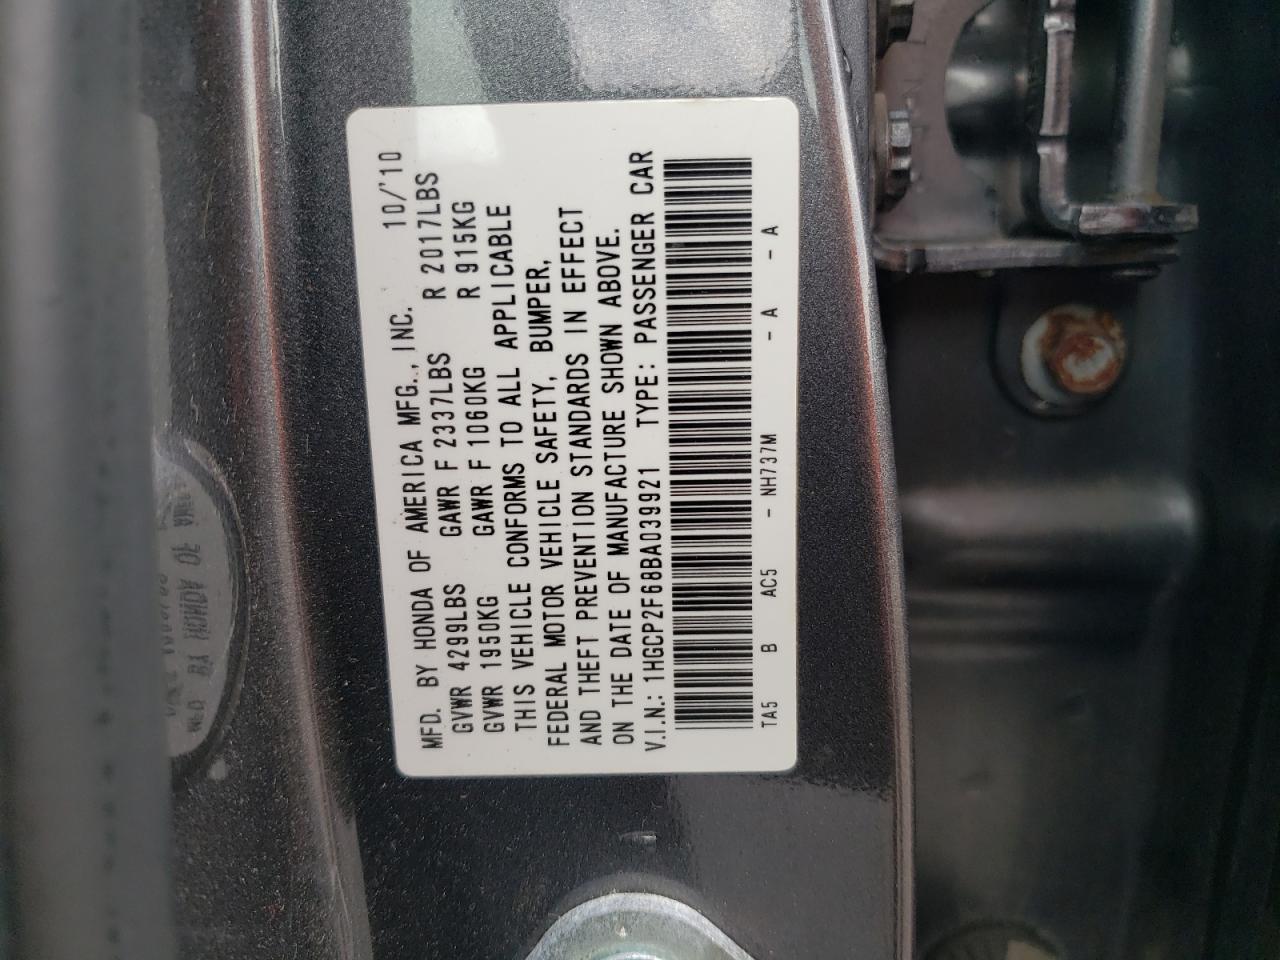 MFD. BY HONDA OF AMERICA MFG., INC. 10/'10
GVWR 4299LBS GAWR F 2337LBS R 2017LBS
GVWR 1950KG GAWR F 1060KG R 915KG
THIS VEHICLE CONFORMS TO ALL APPLICABLE
FEDERAL MOTOR VEHICLE SAFETY, BUMPER,
AND THEFT PREVENTION STANDARDS IN EFFECT
ON THE DATE OF MANUFACTURE SHOWN ABOVE.
V.I.N.: 1HGCP2F68BA039921 TYPE: PASSENGER CAR
TA5 B AC5 - NH737M - A - A